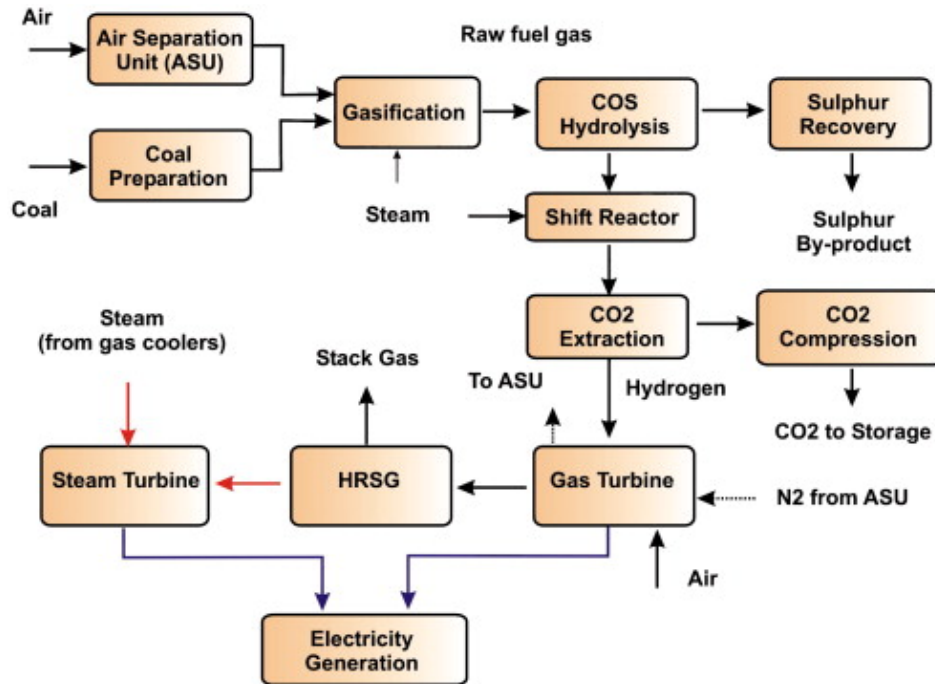 Air
Air Separation
Unit (ASU)
Raw fuel gas
Gasification
COS
Hydrolysis
Sulphur
Recovery
Coal
Preparation
Coal
Steam
Shift Reactor
Sulphur
By-product
Steam
(from gas coolers)
CO2
Extraction
CO2
Compression
Stack Gas
To ASU
Hydrogen
CO2 to Storage
Steam Turbine
HRSG
Gas Turbine
N2 from ASU
Air
Electricity
Generation